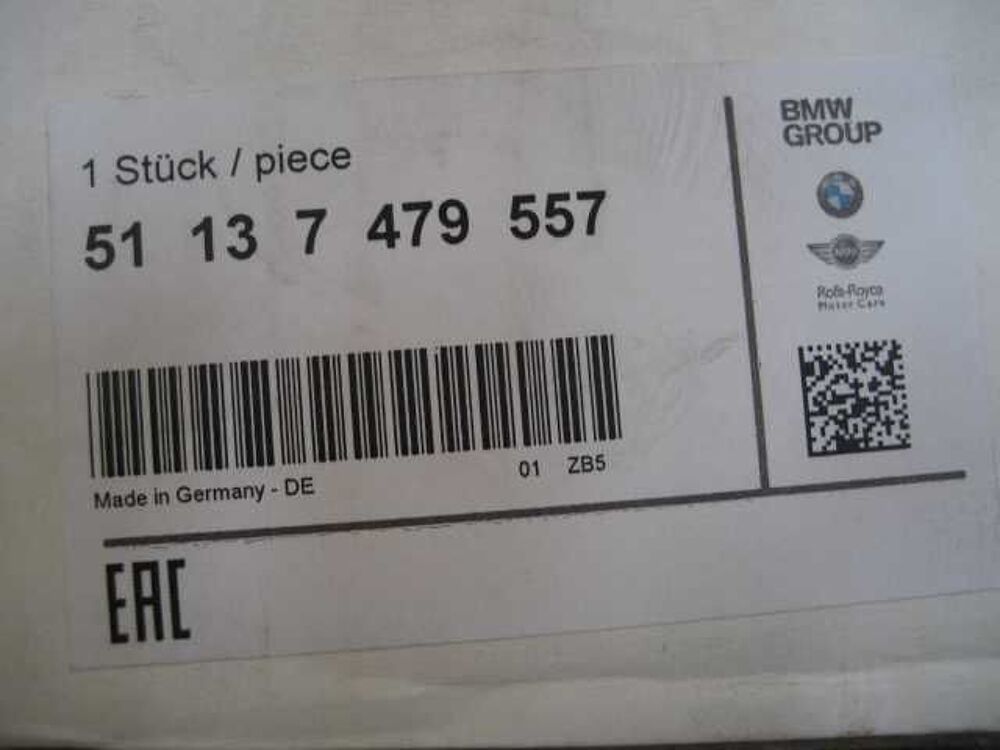 1 Stück / piece
51 13 7 479 557
Made in Germany - DE
01 ZB5
EAC
BMW
GROUP
MINI
Rolls-Royce
Motor Cars